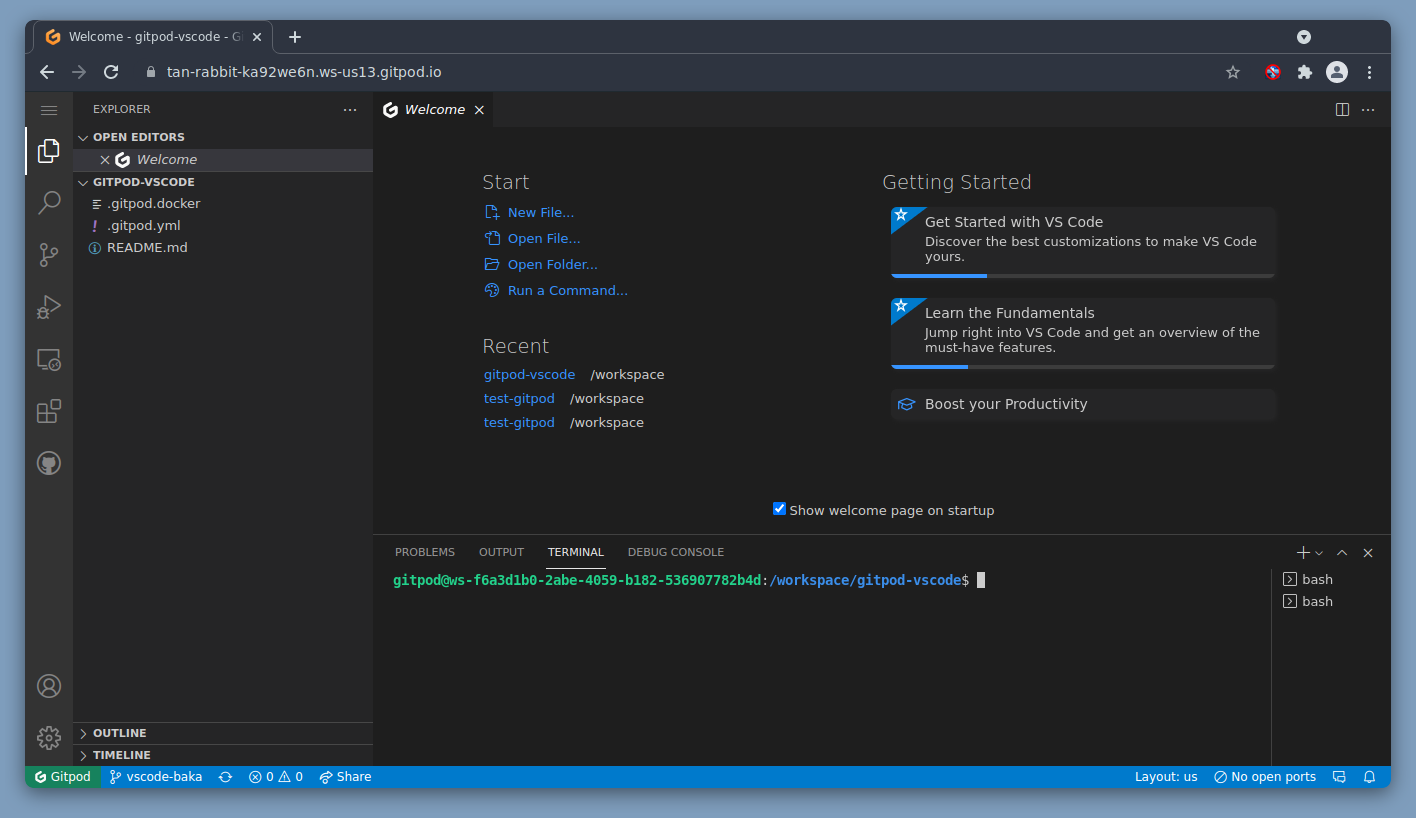 Welcome - gitpod-vscode - G
tan-rabbit-ka92we6n.ws-us13.gitpod.io
EXPLORER
OPEN EDITORS
Welcome
GITPOD-VSCODE
.gitpod.docker
.gitpod.yml
README.md
OUTLINE
TIMELINE
Welcome
Start
New File...
Open File...
Open Folder...
Run a Command...
Recent
gitpod-vscode /workspace
test-gitpod /workspace
test-gitpod /workspace
Getting Started
Get Started with VS Code
Discover the best customizations to make VS Code
yours.
Learn the Fundamentals
Jump right into VS Code and get an overview of the
must-have features.
Boost your Productivity
Show welcome page on startup
PROBLEMS OUTPUT TERMINAL DEBUG CONSOLE
gitpod@ws-f6a3d1b0-2abe-4059-b182-536907782b4d:/workspace/gitpod-vscode$
bash
bash
Gitpod vscode-baka 0 0 Share Layout: us No open ports